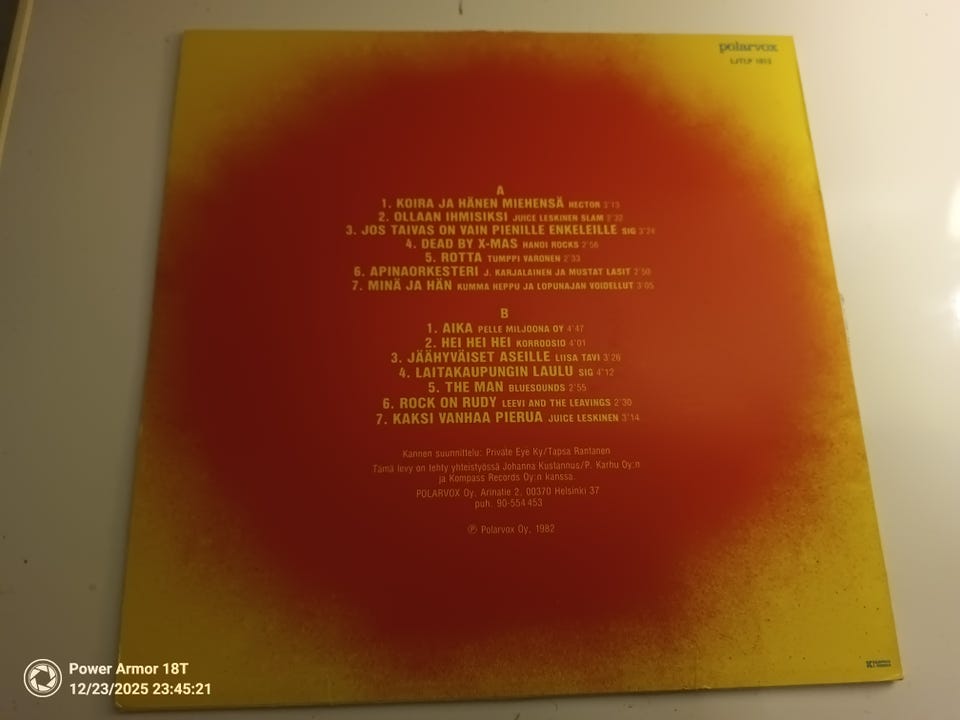 polarvox
LJTLP 1012
A
1. KOIRA JA HÄNEN MIEHENSÄ HECTOR 3'13
2. OLLAAN IHMISIKSI JUICE LESKINEN SLAM 2'32
3. JOS TAIVAS ON VAIN PIENILLE ENKELEILLE SIG 3'24
4. DEAD BY X-MAS HANOI ROCKS 2'56
5. ROTTA TUMPPI VARONEN 2'33
6. APINAORKESTERI J. KARJALAINEN JA MUSTAT LASIT 2'50
7. MINÄ JA HÄN KUMMA HEPPU JA LOPUNAJAN VOIDELLUT 3'05
B
1. AIKA PELLE MILJOONA OY 4'47
2. HEI HEI HEI KORROOSIO 4'01
3. JÄÄHYVÄISET ASEILLE LIISA TAVI 3'26
4. LAITAKAUPUNGIN LAULU SIG 4'12
5. THE MAN BLUESOUNDS 2'55
6. ROCK ON RUDY LEEVI AND THE LEAVINGS 2'30
7. KAKSI VANHAA PIERUA JUICE LESKINEN 3'14
Kannen suunnittelu: Private Eye Ky/Tapsa Rantanen
Tämä levy on tehty yhteistyössä Johanna Kustannus/P. Karhu Oy:n
ja Kompass Records Oy:n kanssa.
POLARVOX Oy, Arinatie 2, 00370 Helsinki 37
puh. 90-554 453
℗ Polarvox Oy, 1982
Power Armor 18T
12/23/2025 23:45:21